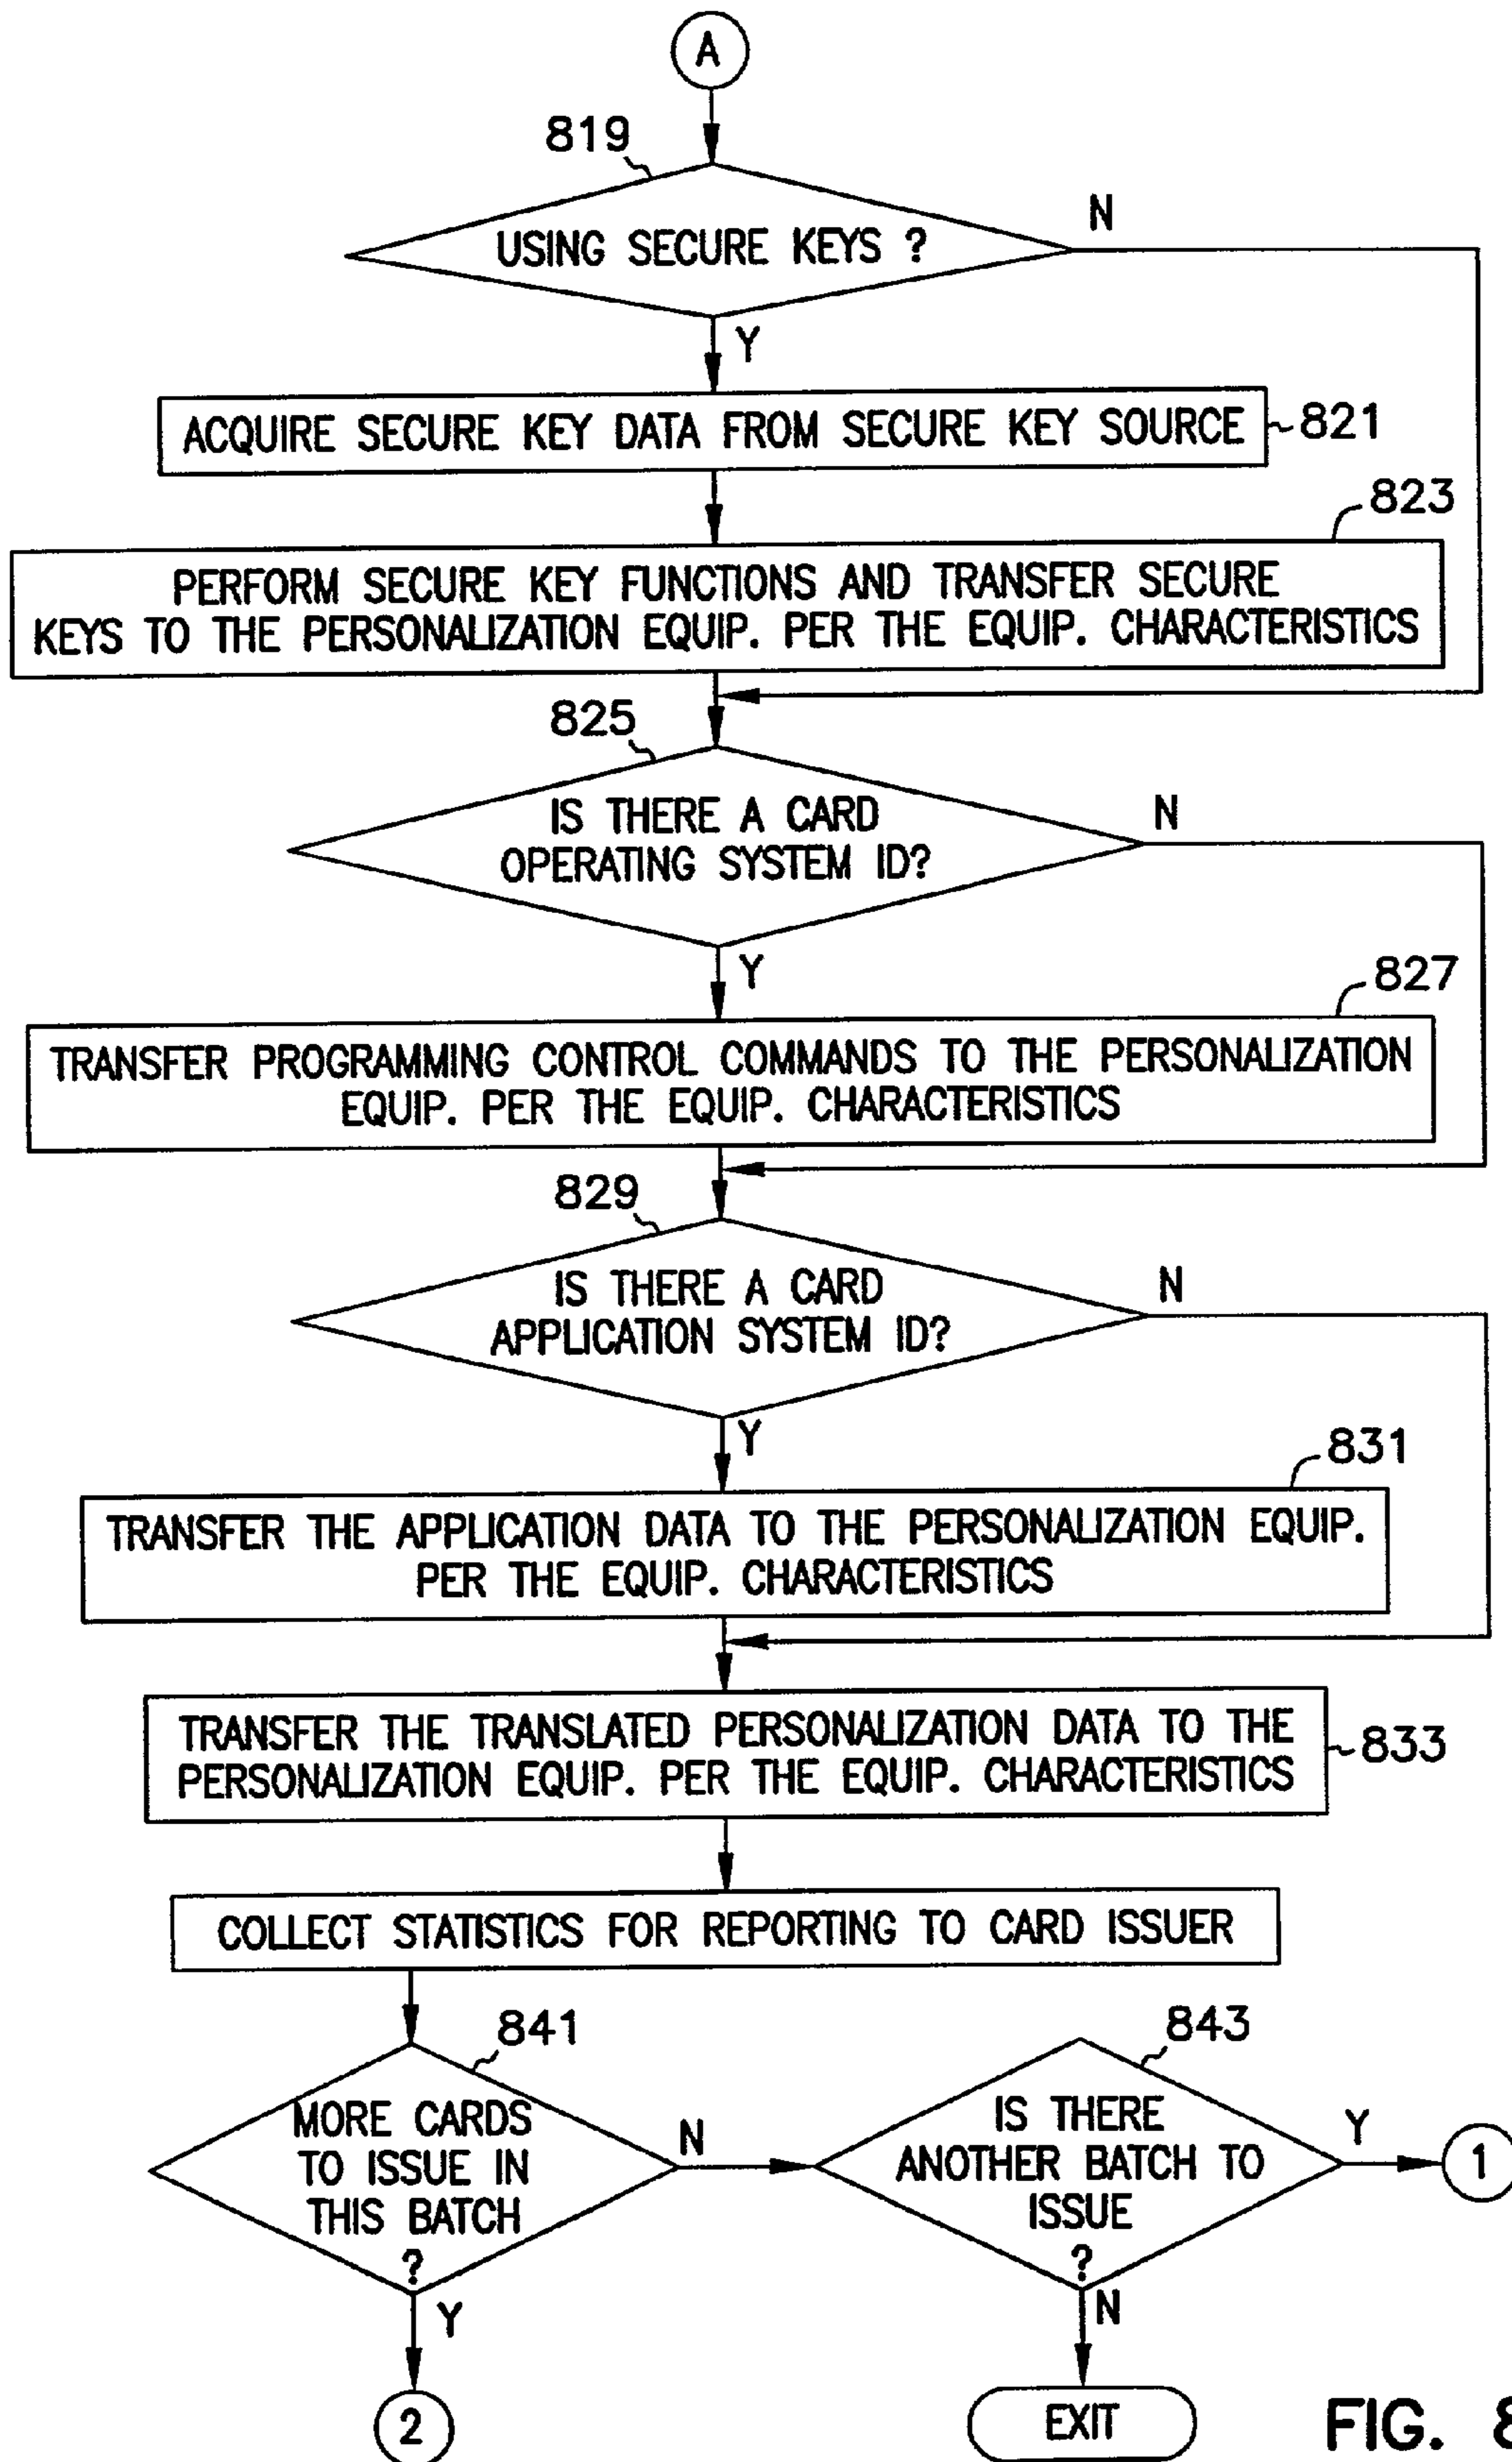 A
819
USING SECURE KEYS ?
N
Y
ACQUIRE SECURE KEY DATA FROM SECURE KEY SOURCE
821
823
PERFORM SECURE KEY FUNCTIONS AND TRANSFER SECURE
KEYS TO THE PERSONALIZATION EQUIP. PER THE EQUIP. CHARACTERISTICS
825
IS THERE A CARD
OPERATING SYSTEM ID?
N
Y
827
TRANSFER PROGRAMMING CONTROL COMMANDS TO THE PERSONALIZATION
EQUIP. PER THE EQUIP. CHARACTERISTICS
829
IS THERE A CARD
APPLICATION SYSTEM ID?
N
Y
831
TRANSFER THE APPLICATION DATA TO THE PERSONALIZATION EQUIP.
PER THE EQUIP. CHARACTERISTICS
TRANSFER THE TRANSLATED PERSONALIZATION DATA TO THE
PERSONALIZATION EQUIP. PER THE EQUIP. CHARACTERISTICS
833
COLLECT STATISTICS FOR REPORTING TO CARD ISSUER
841
MORE CARDS
TO ISSUE IN
THIS BATCH
?
N
Y
2
843
IS THERE
ANOTHER BATCH TO
ISSUE
?
Y
1
N
EXIT
FIG. 8